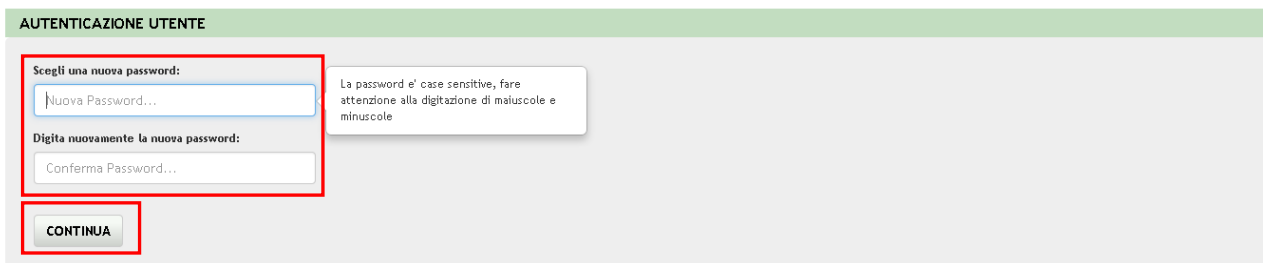 AUTENTICAZIONE UTENTE
Scegli una nuova password:
Nuova Password...
La password e' case sensitive, fare
attenzione alla digitazione di maiuscole e
minuscole
Digita nuovamente la nuova password:
Conferma Password...
CONTINUA